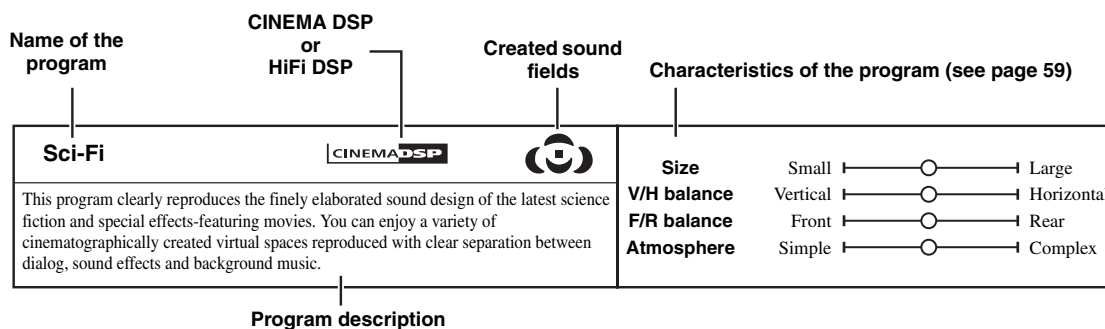 Name of the
program
CINEMA DSP
or
HiFi DSP
Created sound
fields
Characteristics of the program (see page 59)
Sci-Fi
CINEMADSP
This program clearly reproduces the finely elaborated sound design of the latest science
fiction and special effects-featuring movies. You can enjoy a variety of
cinematographically created virtual spaces reproduced with clear separation between
dialog, sound effects and background music.
Size Small Large
V/H balance Vertical Horizontal
F/R balance Front Rear
Atmosphere Simple Complex
Program description